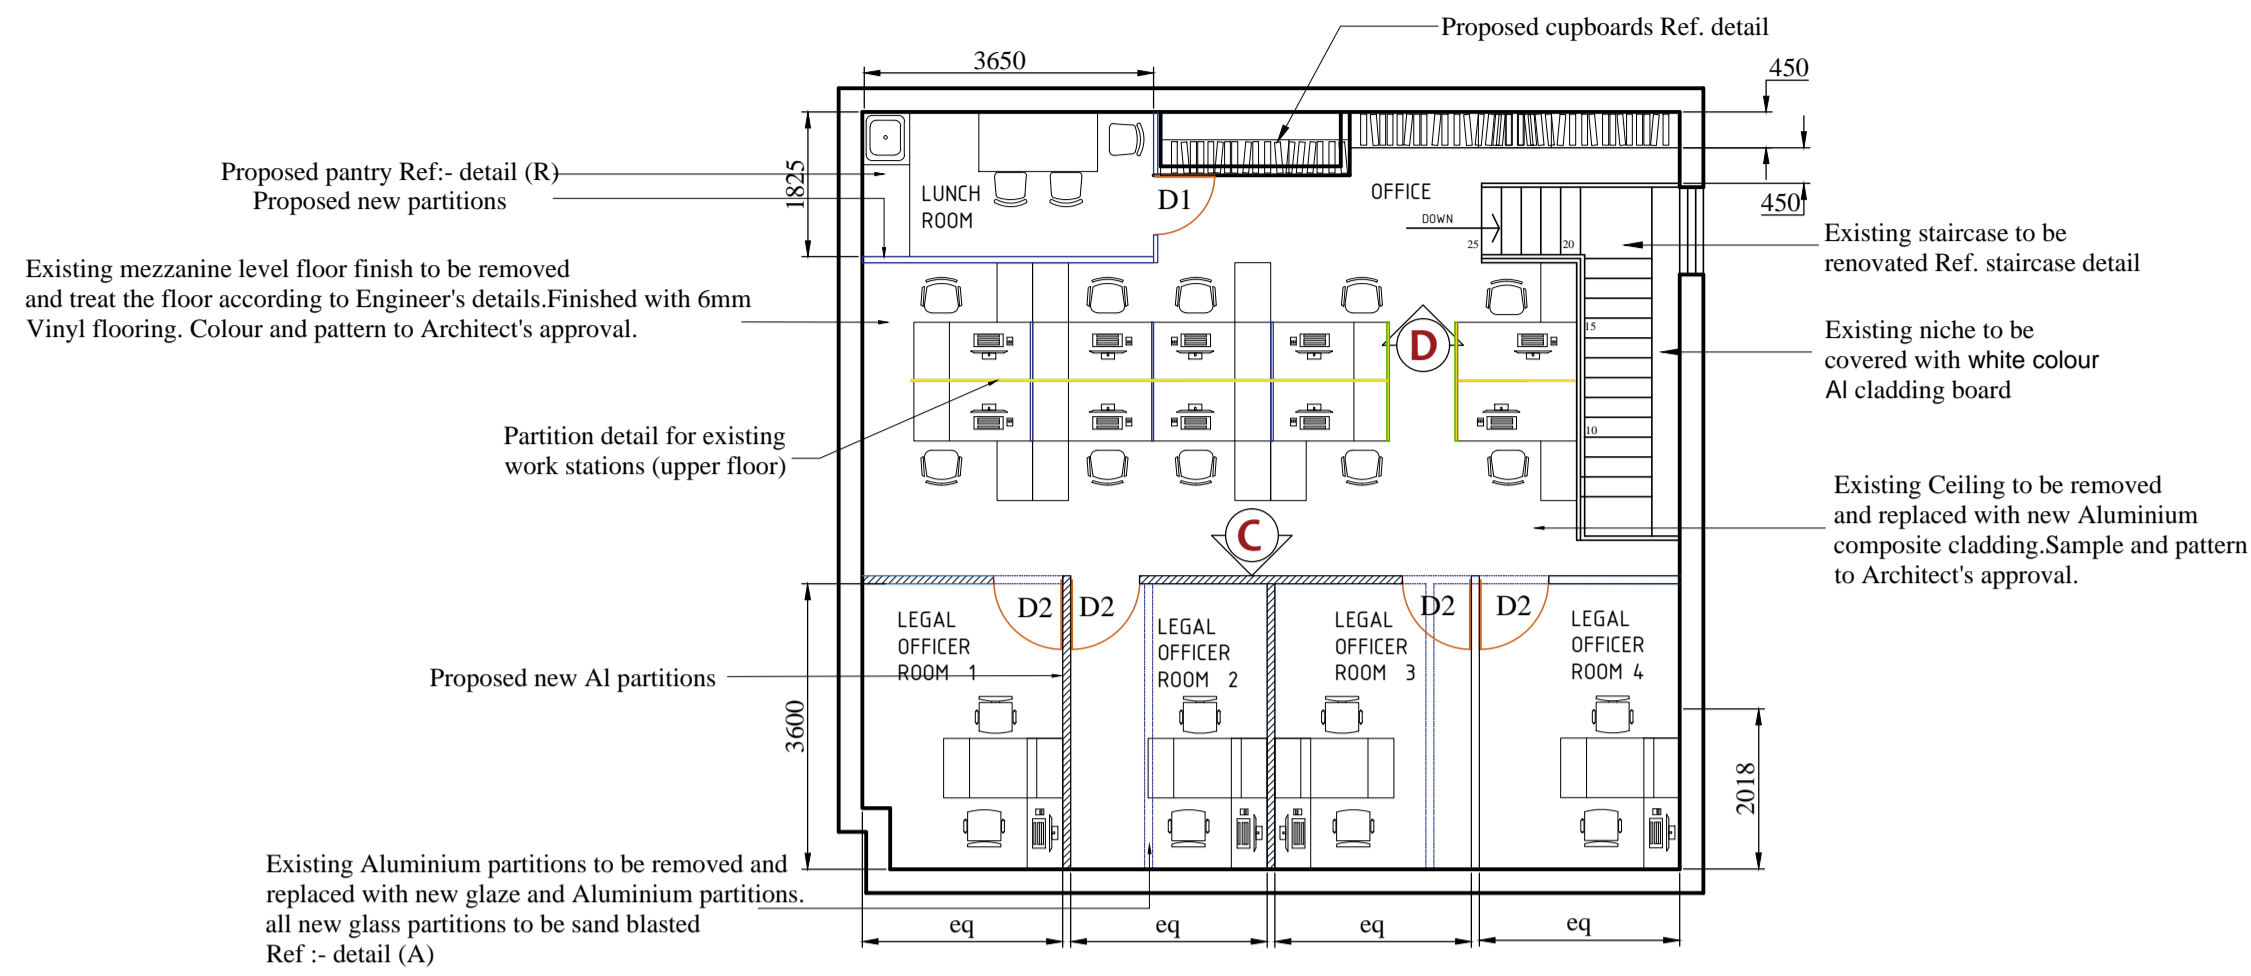 Proposed cupboards Ref. detail
3650
450
Proposed pantry Ref:- detail (R)
Proposed new partitions
1825
LUNCH
ROOM
D1
OFFICE
DOWN
25
20
450
Existing staircase to be
renovated Ref. staircase detail
Existing mezzanine level floor finish to be removed
and treat the floor according to Engineer's details.Finished with 6mm
Vinyl flooring. Colour and pattern to Architect's approval.
D
15
Existing niche to be
covered with white colour
Al cladding board
Partition detail for existing
work stations (upper floor)
10
C
Existing Ceiling to be removed
and replaced with new Aluminium
composite cladding.Sample and pattern
to Architect's approval.
D2
D2
D2
D2
LEGAL
OFFICER
ROOM 1
LEGAL
OFFICER
ROOM 2
LEGAL
OFFICER
ROOM 3
LEGAL
OFFICER
ROOM 4
Proposed new Al partitions
3600
2018
Existing Aluminium partitions to be removed and
replaced with new glaze and Aluminium partitions.
all new glass partitions to be sand blasted
Ref :- detail (A)
eq
eq
eq
eq